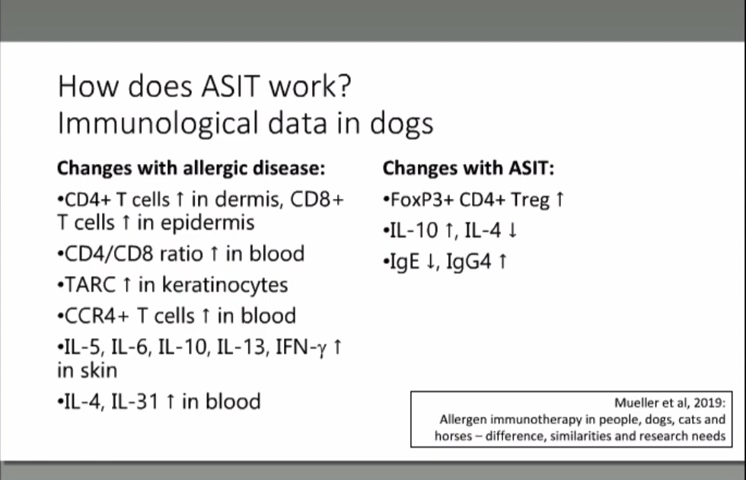 How does ASIT work?
Immunological data in dogs
Changes with allergic disease:
•CD4+ T cells ↑ in dermis, CD8+
T cells ↑ in epidermis
•CD4/CD8 ratio ↑ in blood
•TARC ↑ in keratinocytes
•CCR4+ T cells ↑ in blood
•IL-5, IL-6, IL-10, IL-13, IFN-γ ↑
in skin
•IL-4, IL-31 ↑ in blood
Changes with ASIT:
•FoxP3+ CD4+ Treg ↑
•IL-10 ↑, IL-4 ↓
•IgE ↓, IgG4 ↑
Mueller et al, 2019:
Allergen immunotherapy in people, dogs, cats and
horses – difference, similarities and research needs